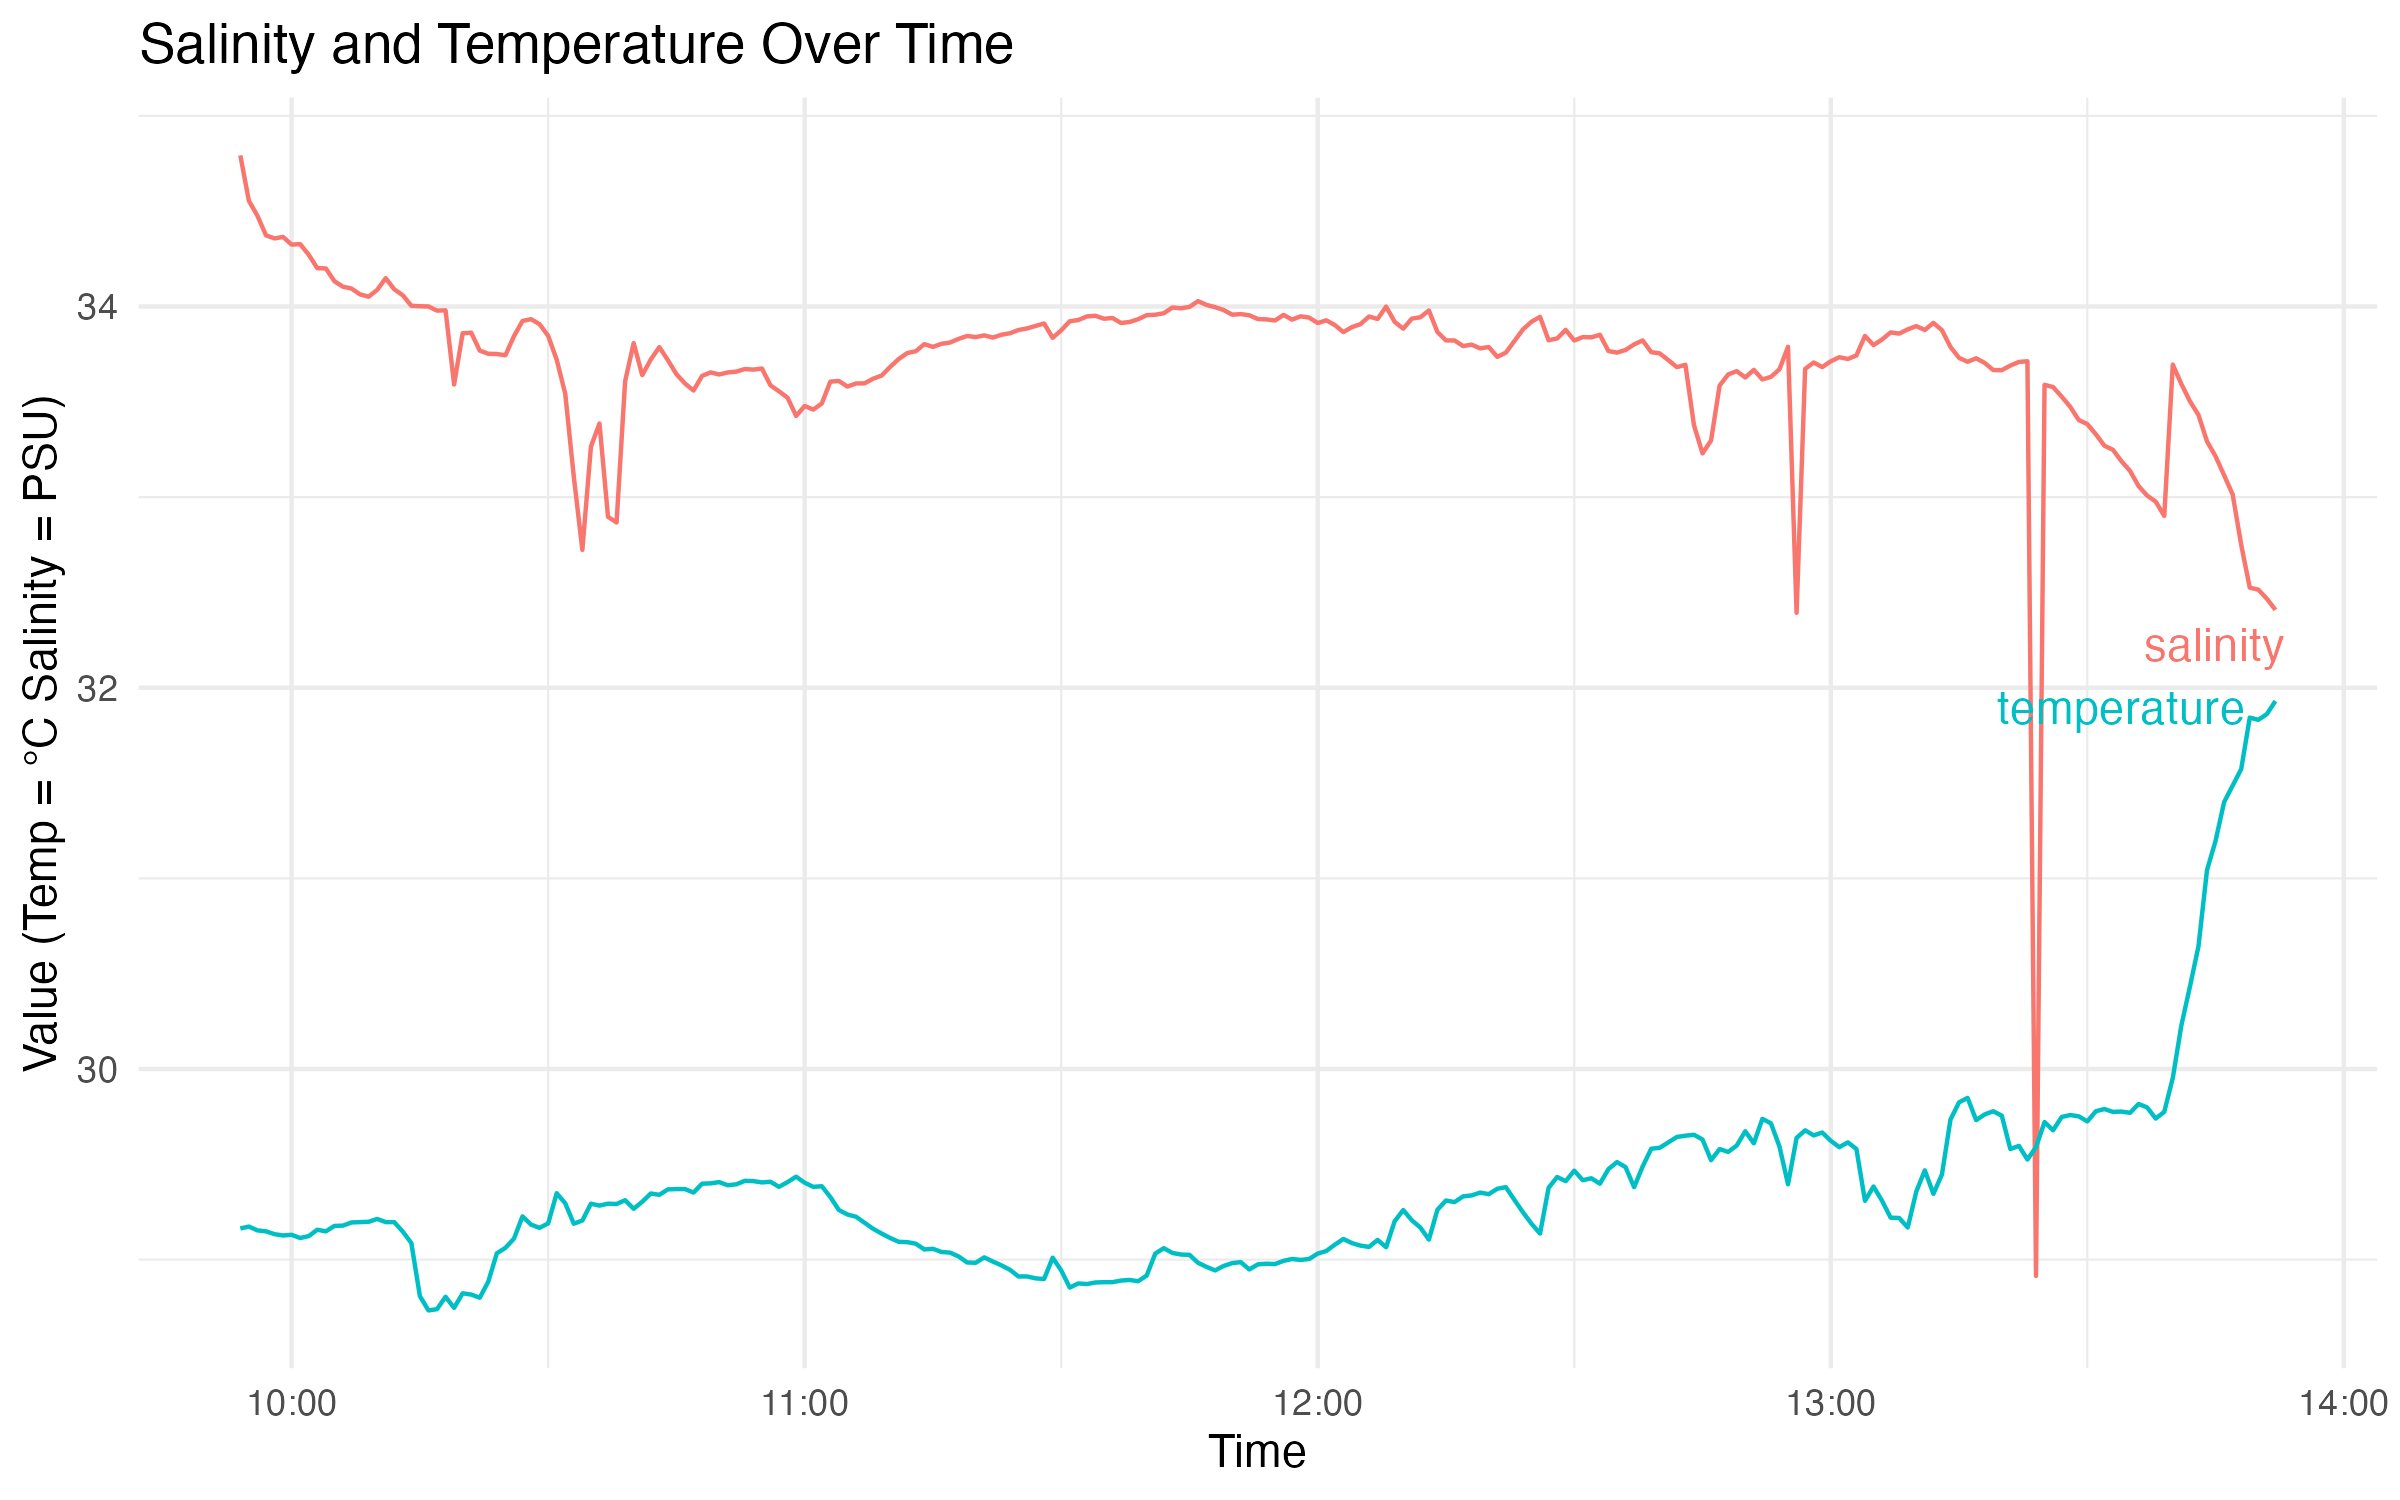 Salinity and Temperature Over Time
Value (Temp = °C Salinity = PSU)
34
32
30
salinity
temperature
10:00
11:00
12:00
13:00
14:00
Time